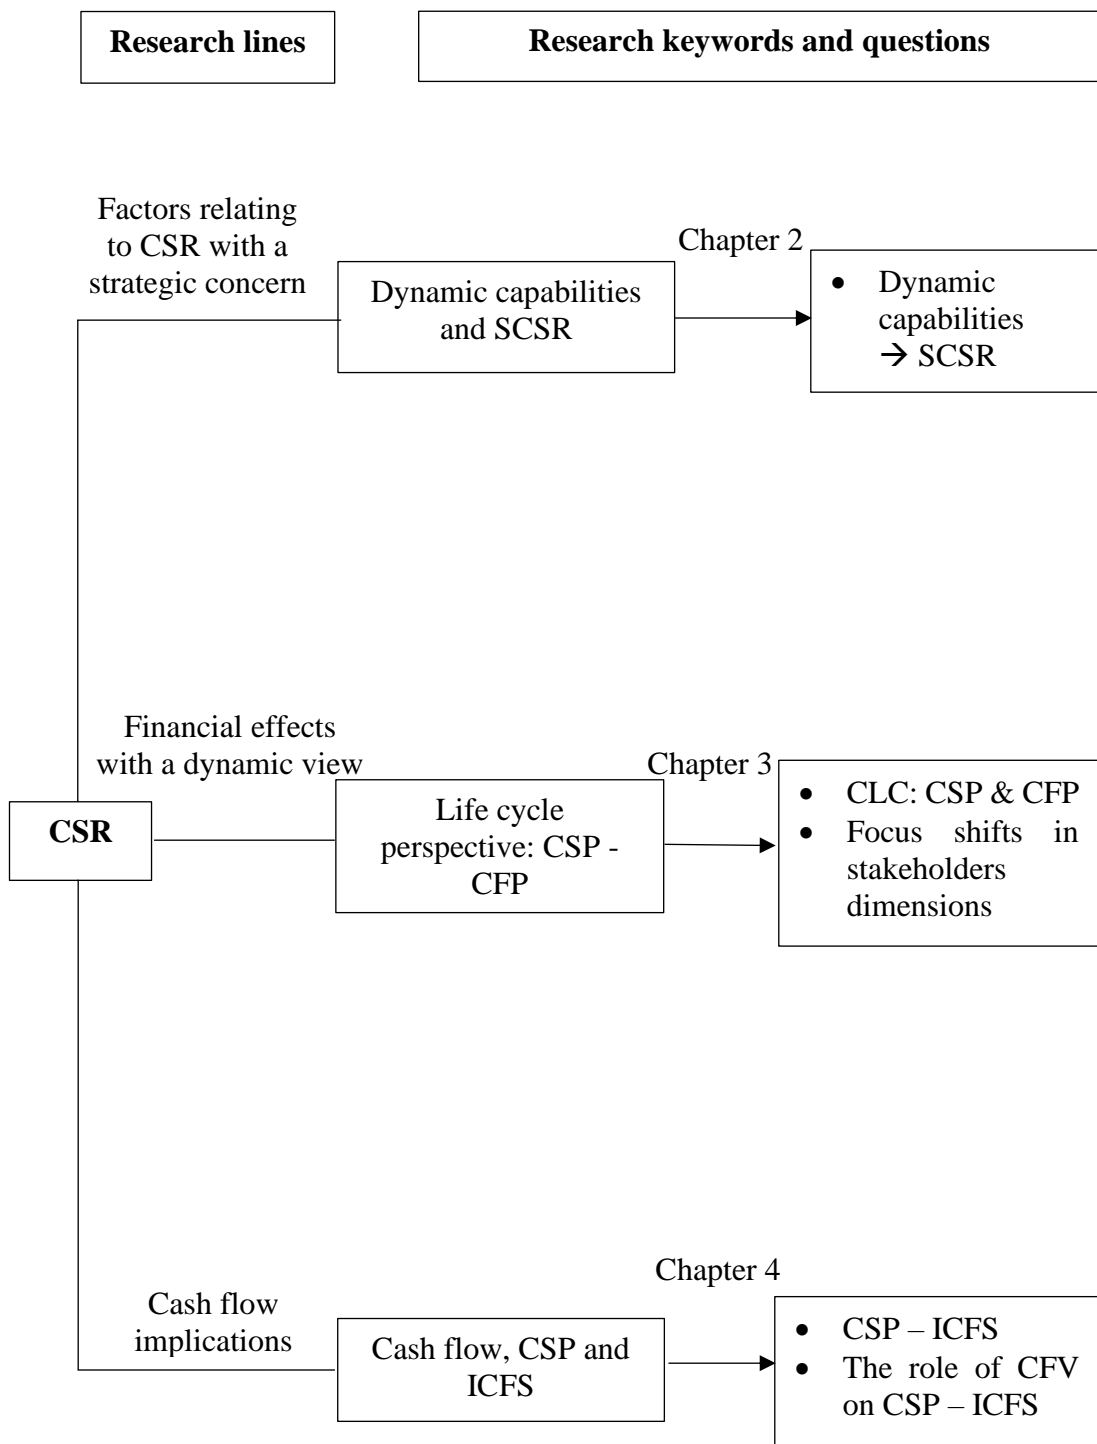 Research lines
Research keywords and questions
Factors relating
to CSR with a
strategic concern
Chapter 2
Dynamic capabilities
and SCSR
• Dynamic
capabilities
→ SCSR
Financial effects
with a dynamic view
Chapter 3
CSR
Life cycle
perspective: CSP -
CFP
• CLC: CSP & CFP
• Focus shifts in
stakeholders
dimensions
Cash flow
implications
Chapter 4
Cash flow, CSP and
ICFS
• CSP – ICFS
• The role of CFV
on CSP – ICFS